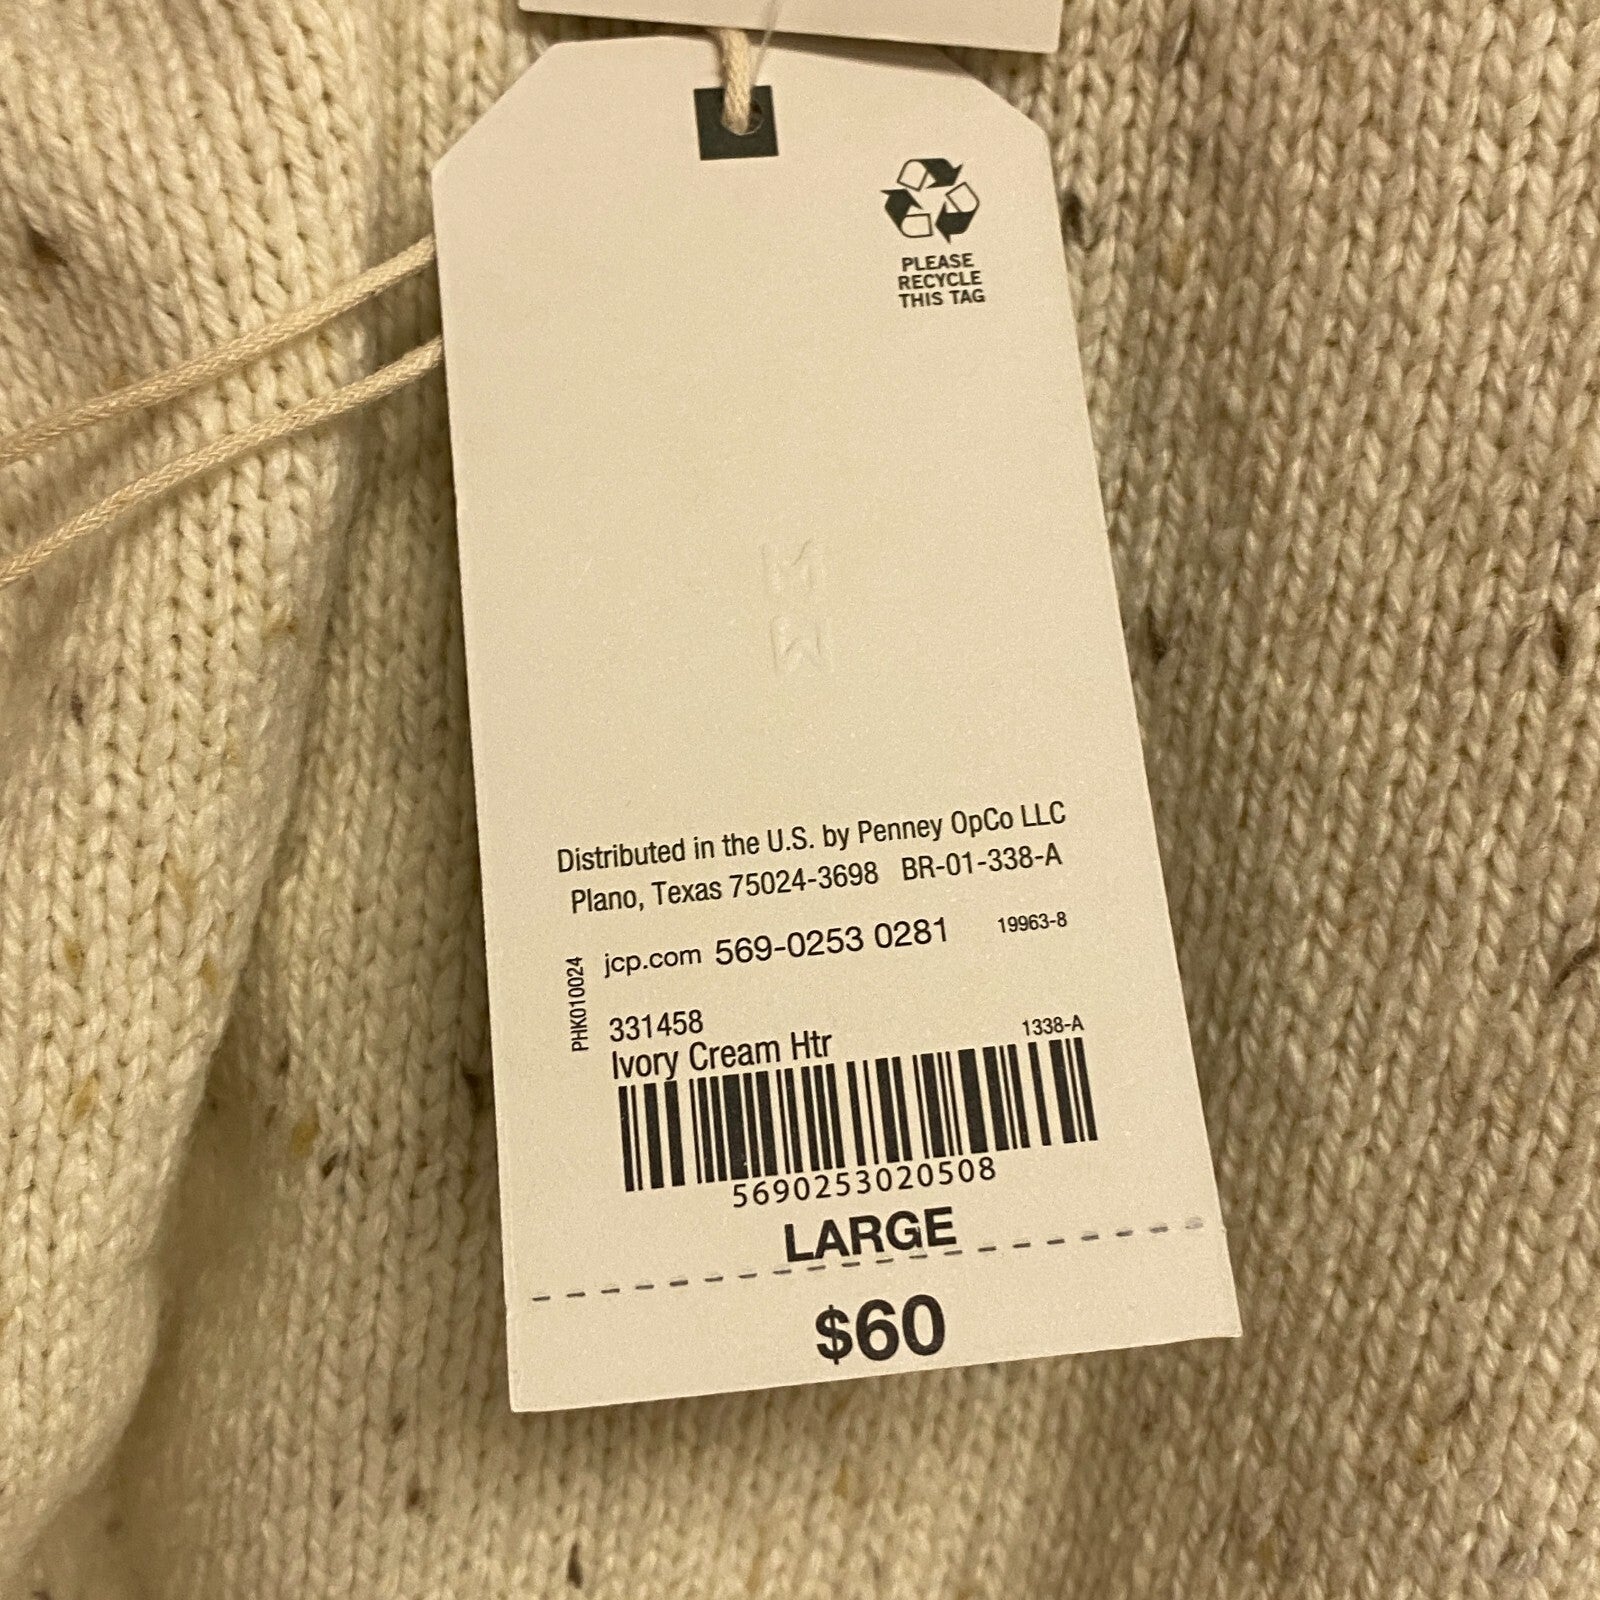 PLEASE
RECYCLE
THIS TAG
Distributed in the U.S. by Penney OpCo LLC
Plano, Texas 75024-3698 BR-01-338-A
jcp.com 569-0253 0281 19963-8
PHK010024
331458
Ivory Cream Htr 1338-A
5690253020508
LARGE
$60